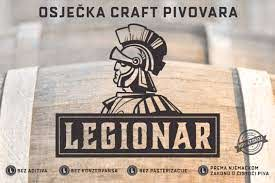 OSJEČKA CRAFT PIVOVARA
LEGIONAR
BEZ ADITIVA
BEZ KONZERVANSA
BEZ PASTERIZACIJE
PREMA NJEMAČKOM
ZAKONU O ČISTOĆI PIVA